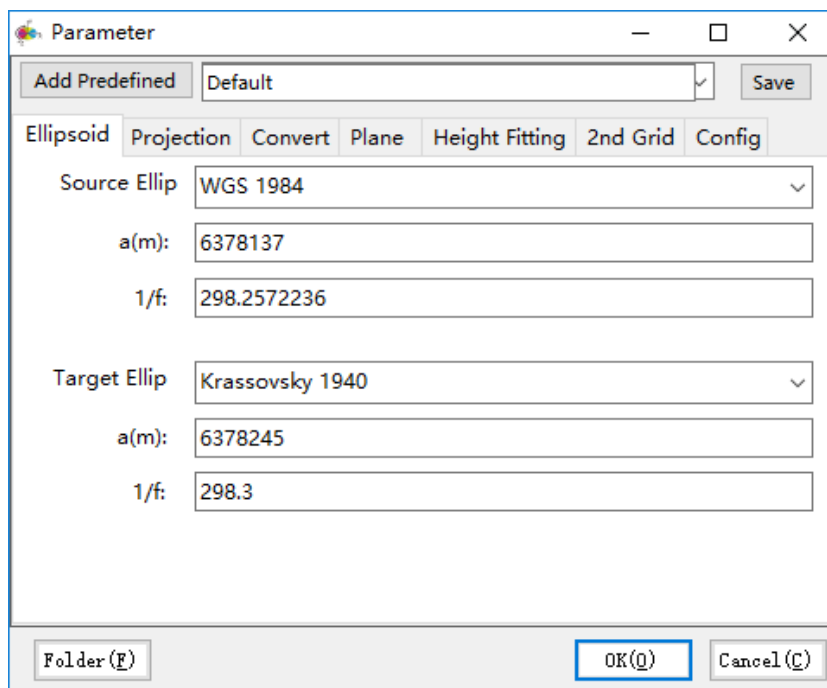 Parameter
Add Predefined Default Save
Ellipsoid Projection Convert Plane Height Fitting 2nd Grid Config
Source Ellip WGS 1984
a(m): 6378137
1/f: 298.2572236
Target Ellip Krassovsky 1940
a(m): 6378245
1/f: 298.3
Folder(F) OK(O) Cancel(C)